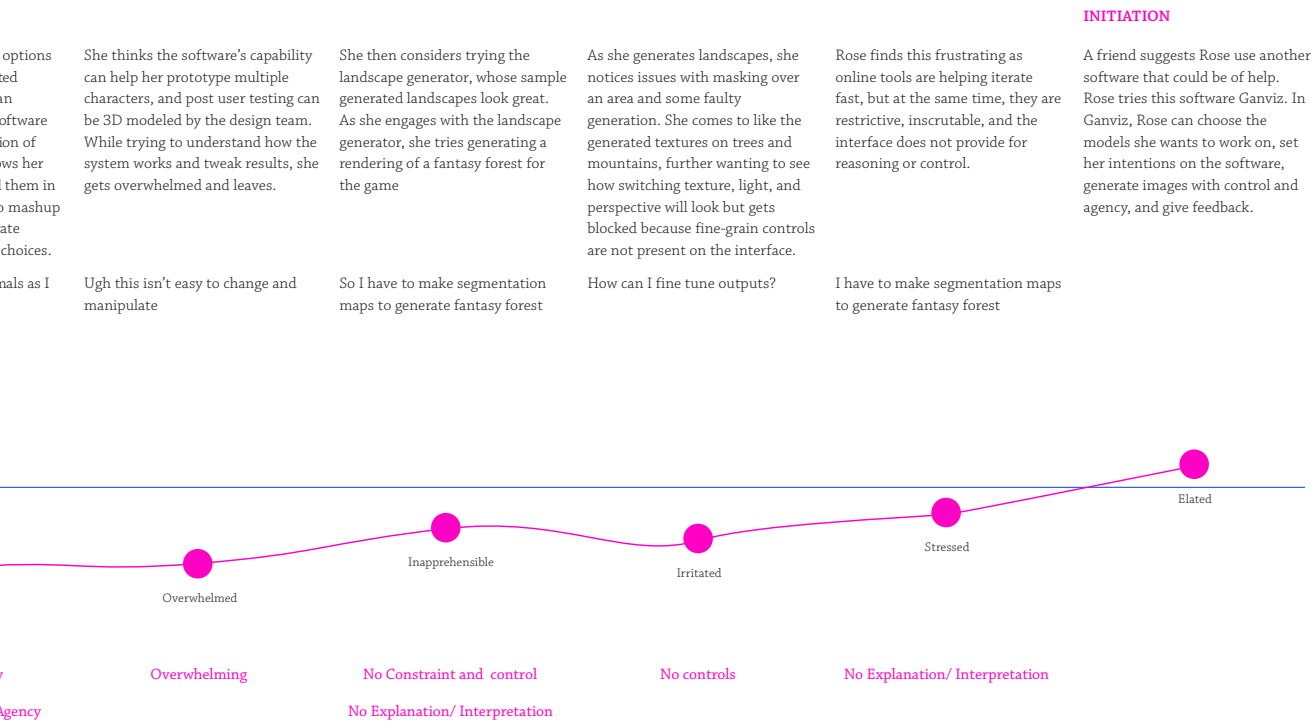 INITIATION
options
an
ion of
her
them in
mashup
choices.
as I
She thinks the software's capability
can help her prototype multiple
characters, and post user testing can
be 3D modeled by the design team.
While trying to understand how the
system works and tweak results, she
gets overwhelmed and leaves.
Ugh this isn't easy to change and
manipulate
She then considers trying the
landscape generator, whose sample
generated landscapes look great.
As she engages with the landscape
generator, she tries generating a
rendering of a fantasy forest for
the game
So I have to make segmentation
maps to generate fantasy forest
As she generates landscapes, she
notices issues with masking over
an area and some faulty
generation. She comes to like the
generated textures on trees and
mountains, further wanting to see
how switching texture, light, and
perspective will look but gets
blocked because fine-grain controls
are not present on the interface.
How can I fine tune outputs?
Rose finds this frustrating as
online tools are helping iterate
fast, but at the same time, they are
restrictive, inscrutable, and the
interface does not provide for
reasoning or control.
I have to make segmentation maps
to generate fantasy forest
A friend suggests Rose use another
software that could be of help.
Rose tries this software Ganviz. In
Ganviz, Rose can choose the
models she wants to work on, set
her intentions on the software,
generate images with control and
agency, and give feedback.
Overwhelmed
Inapprehensible
Irritated
Stressed
Elated
Agency
Overwhelming
No Constraint and  control
No Explanation/ Interpretation
No controls
No Explanation/ Interpretation